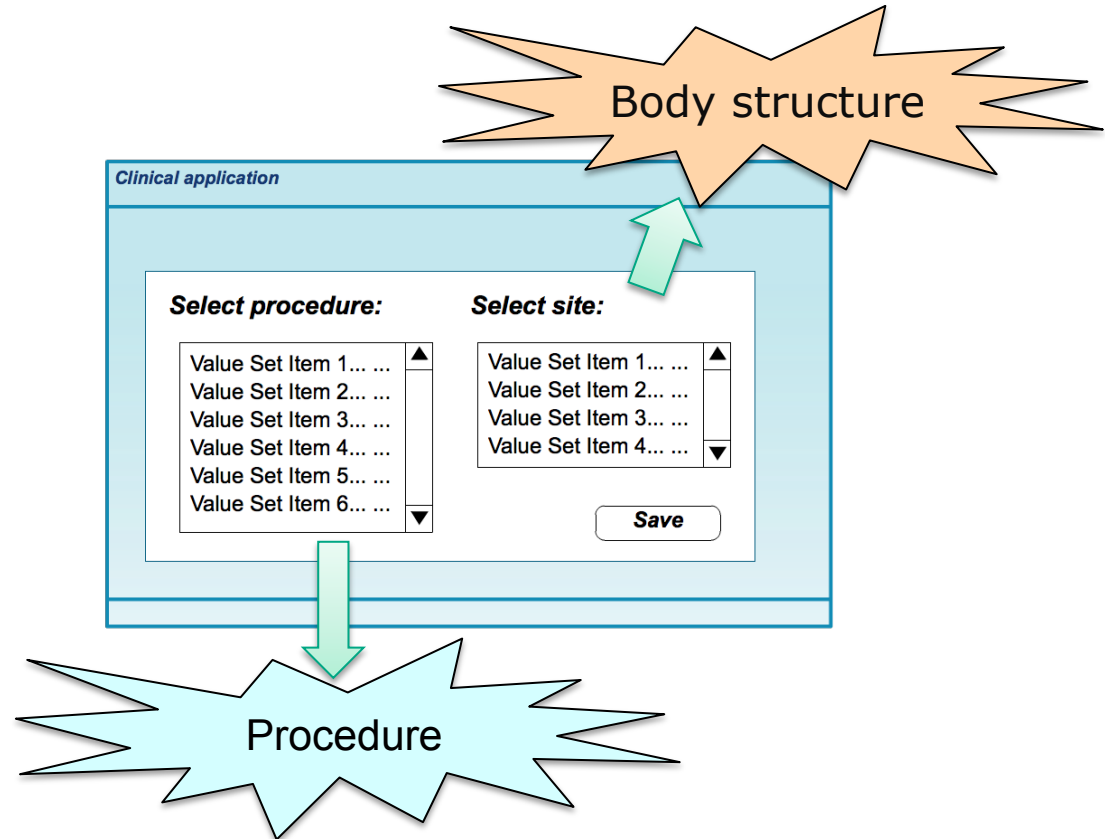 Body structure
Clinical application
Select procedure:
Value Set Item 1... ...
Value Set Item 2... ...
Value Set Item 3... ...
Value Set Item 4... ...
Value Set Item 5... ...
Value Set Item 6... ...
Select site:
Value Set Item 1... ...
Value Set Item 2... ...
Value Set Item 3... ...
Value Set Item 4... ...
Save
Procedure